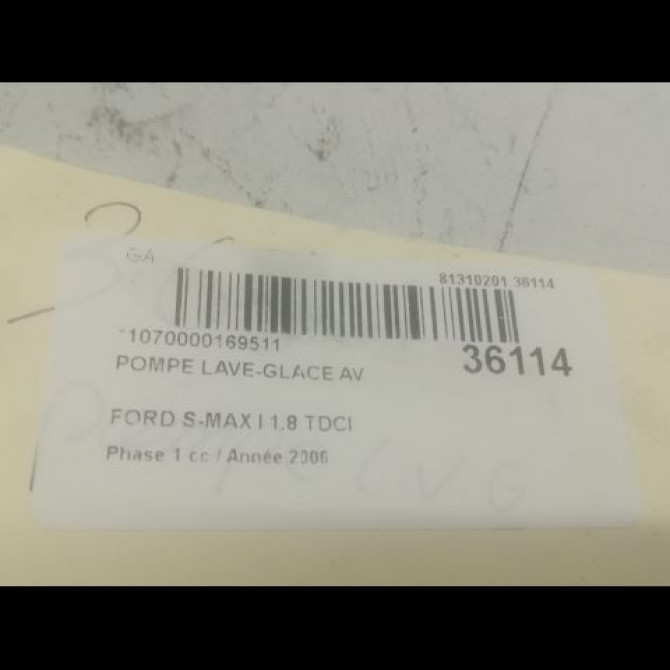 GA
81310201 36114
-1070000169511
36114
POMPE LAVE-GLACE AV
FORD S-MAX I 1.8 TDCI
Phase 1 cc / Année 2006
L.V.G